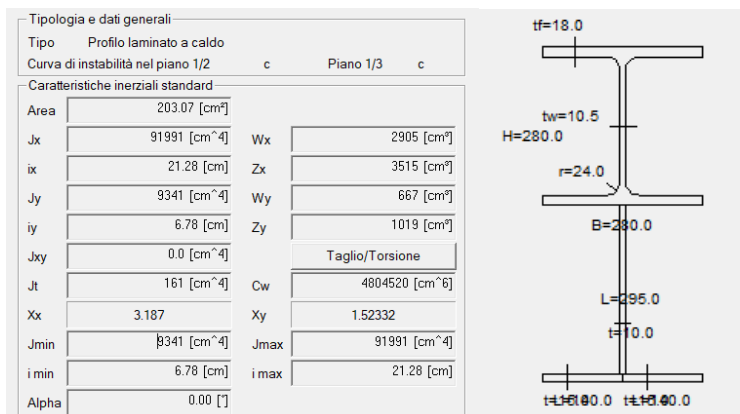 Tipologia e dati generali
Tipo Profilo laminato a caldo
Curva di instabilità nel piano 1/2 c Piano 1/3 c
Caratteristiche inerziali standard
Area 203.07 [cm²]
Jx 91991 [cm^4] Wx 2905 [cm³]
ix 21.28 [cm] Zx 3515 [cm³]
Jy 9341 [cm^4] Wy 667 [cm³]
iy 6.78 [cm] Zy 1019 [cm³]
Jxy 0.0 [cm^4] Taglio/Torsione
Jt 161 [cm^4] Cw 4804520 [cm^6]
Xx 3.187 Xy 1.52332
Jmin 9341 [cm^4] Jmax 91991 [cm^4]
i min 6.78 [cm] i max 21.28 [cm]
Alpha 0.00 [°]
tf=18.0
tw=10.5
H=280.0
r=24.0
B=280.0
L=295.0
t=10.0